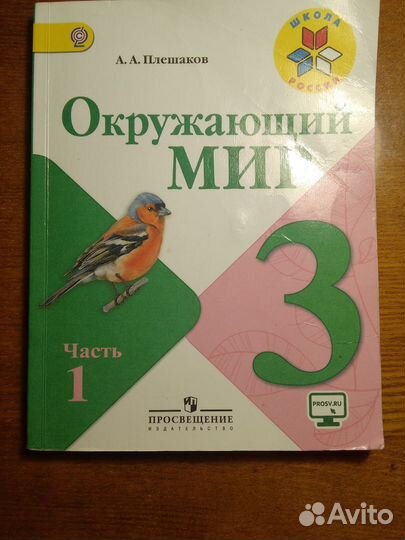 А. А. Плешаков
ШКОЛА
РОССИИ
Окружающий
МИР
3
Часть
1
ПРОСВЕЩЕНИЕ
ИЗДАТЕЛЬСТВО
PROSV.RU
Avito